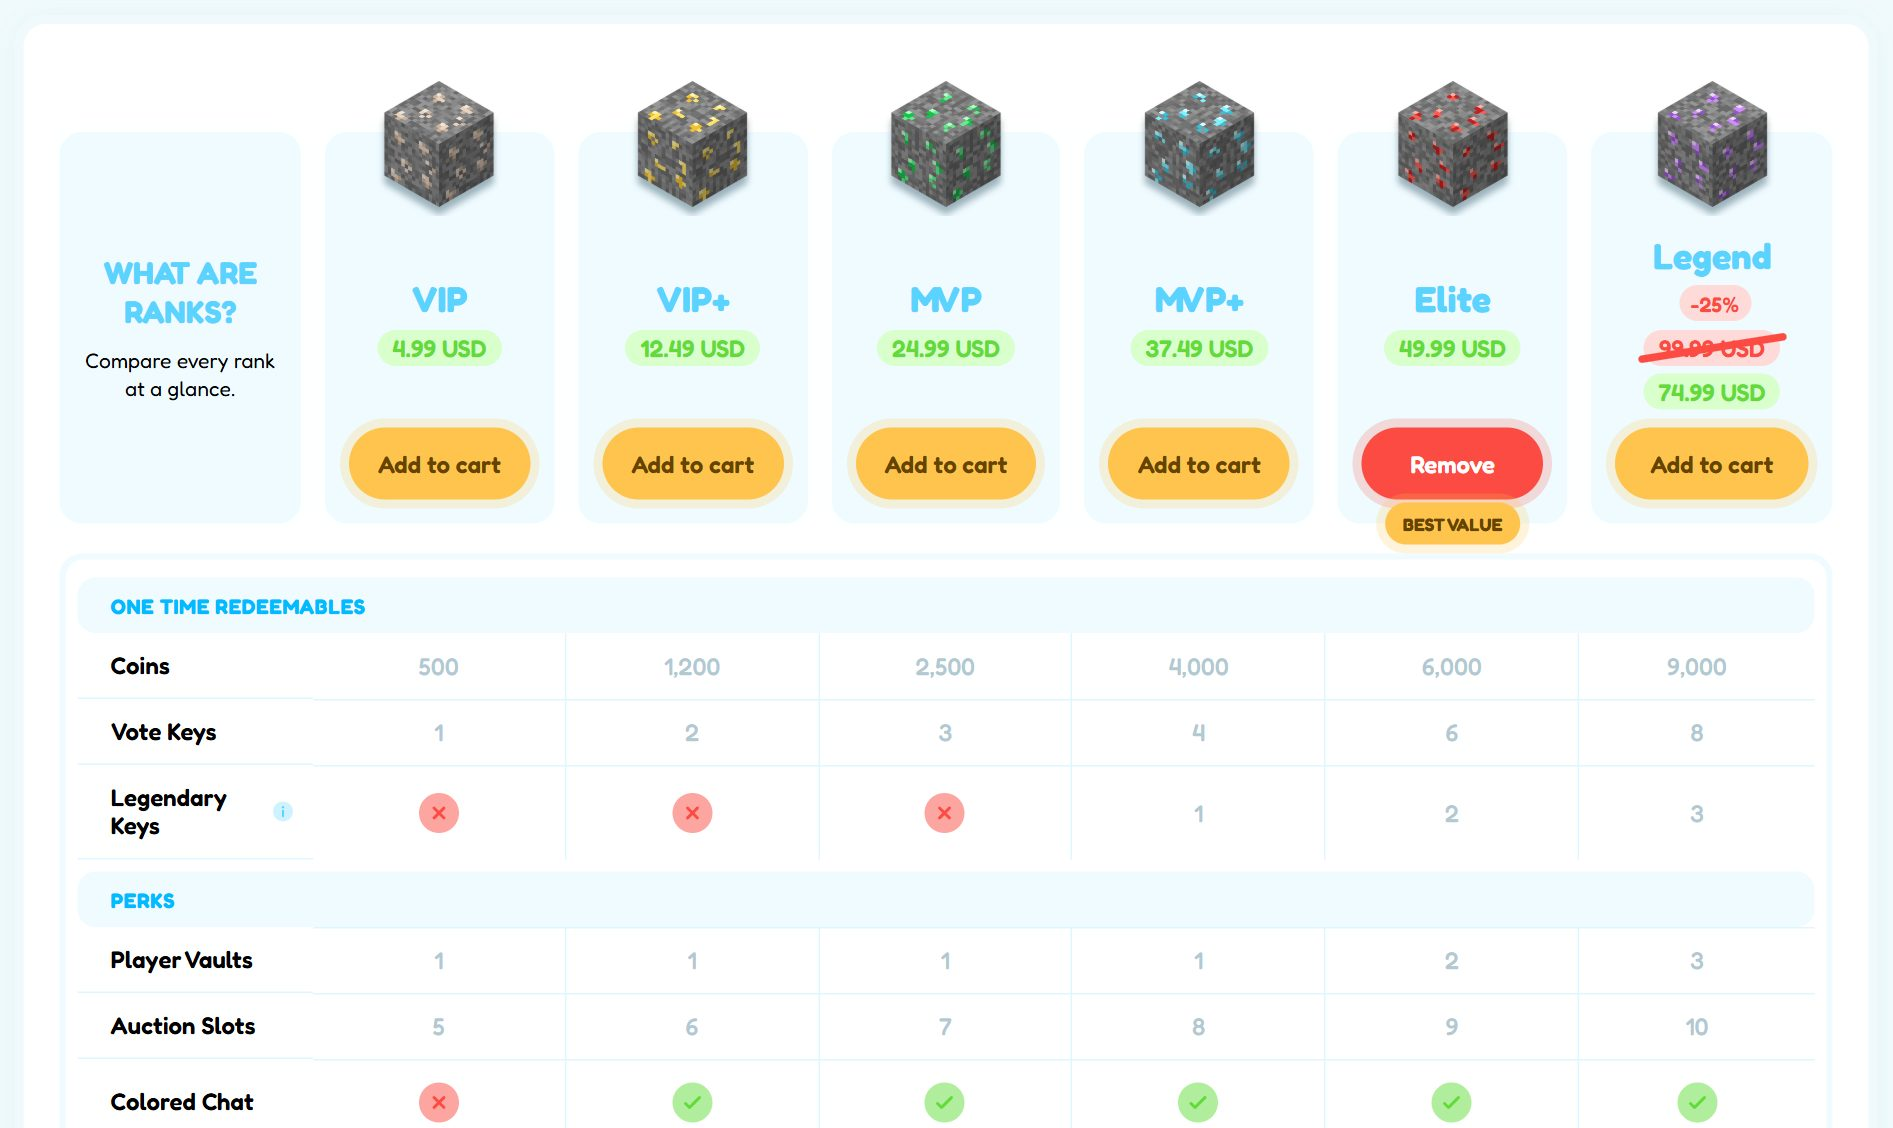 WHAT ARE
RANKS?
Compare every rank
at a glance.
VIP
4.99 USD
Add to cart
VIP+
12.49 USD
Add to cart
MVP
24.99 USD
Add to cart
MVP+
37.49 USD
Add to cart
Elite
49.99 USD
Remove
BEST VALUE
Legend
-25%
99.99 USD
74.99 USD
Add to cart
ONE TIME REDEEMABLES
Coins 500 1,200 2,500 4,000 6,000 9,000
Vote Keys 1 2 3 4 6 8
Legendary
Keys i 1 2 3
PERKS
Player Vaults 1 1 1 1 2 3
Auction Slots 5 6 7 8 9 10
Colored Chat